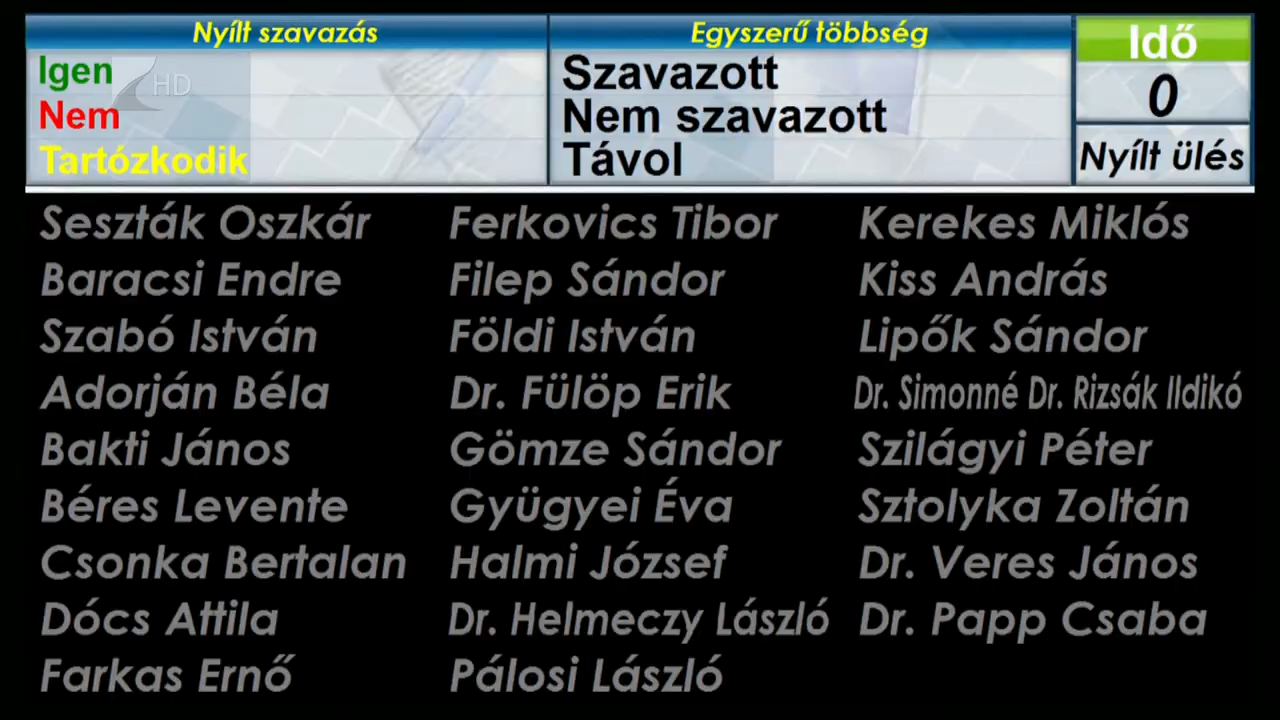 Nyílt szavazás
Igen
Nem
Tartózkodik
HD
Egyszerű többség
Szavazott
Nem szavazott
Távol
Idő
0
Nyílt ülés
Seszták Oszkár
Baracsi Endre
Szabó István
Adorján Béla
Bakti János
Béres Levente
Csonka Bertalan
Dócs Attila
Farkas Ernő
Ferkovics Tibor
Filep Sándor
Földi István
Dr. Fülöp Erik
Gömze Sándor
Gyügyei Éva
Halmi József
Dr. Helmeczy László
Pálosi László
Kerekes Miklós
Kiss András
Lipők Sándor
Dr. Simonné Dr. Rizsák Ildikó
Szilágyi Péter
Sztolyka Zoltán
Dr. Veres János
Dr. Papp Csaba